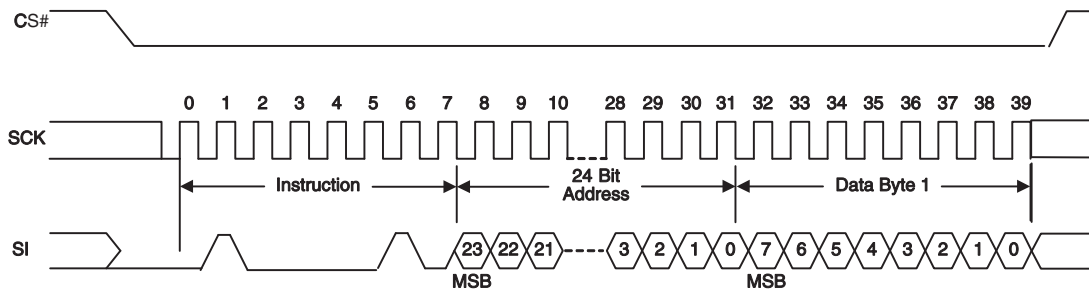 CS#
0 1 2 3 4 5 6 7 8 9 10 28 29 30 31 32 33 34 35 36 37 38 39
SCK
Instruction 24 Bit Address Data Byte 1
SI 23 22 21 3 2 1 0 7 6 5 4 3 2 1 0
MSB MSB